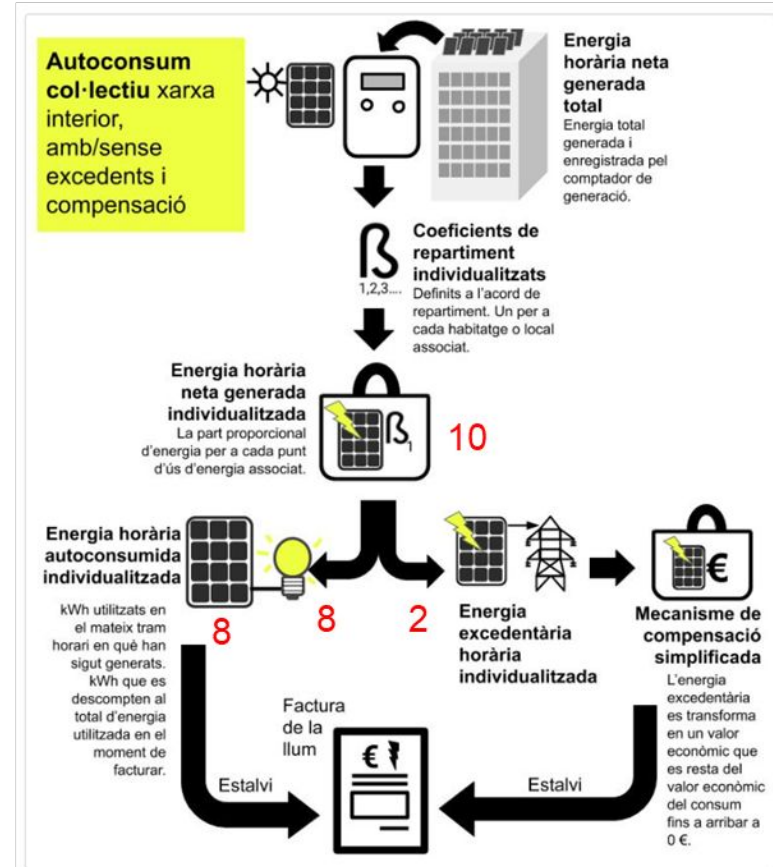 Autoconsum
col·lectiu xarxa
interior,
amb/sense
excedents i
compensació
Energia
horària neta
generada
total
Energia total
generada i
enregistrada pel
comptador de
generació.
ß
1,2,3....
Coeficients de
repartiment
individualitzats
Definits a l'acord de
repartiment. Un per a
cada habitatge o local
associat.
Energia horària
neta generada
individualitzada
La part proporcional
d'energia per a cada punt
d'ús d'energia associat.
ß1
10
Energia horària
autoconsumida
individualitzada
kWh utilitzats en
el mateix tram
horari en què han
sigut generats.
kWh que es
descompten al
total d'energia
utilitzada en el
moment de
facturar.
8
8
2
Energia
excedentària
horària
individualitzada
€
Mecanisme de
compensació
simplificada
L'energia
excedentària
es transforma
en un valor
econòmic que
es resta del
valor econòmic
del consum
fins a arribar a
0 €.
Factura
de la
llum
€
Estalvi
Estalvi